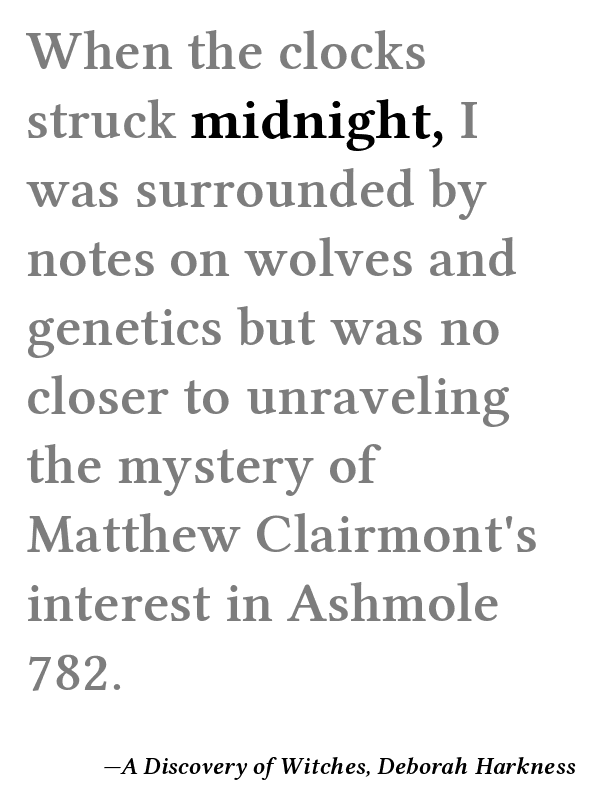 When the clocks
struck midnight, I
was surrounded by
notes on wolves and
genetics but was no
closer to unraveling
the mystery of
Matthew Clairmont's
interest in Ashmole
782.
—A Discovery of Witches, Deborah Harkness